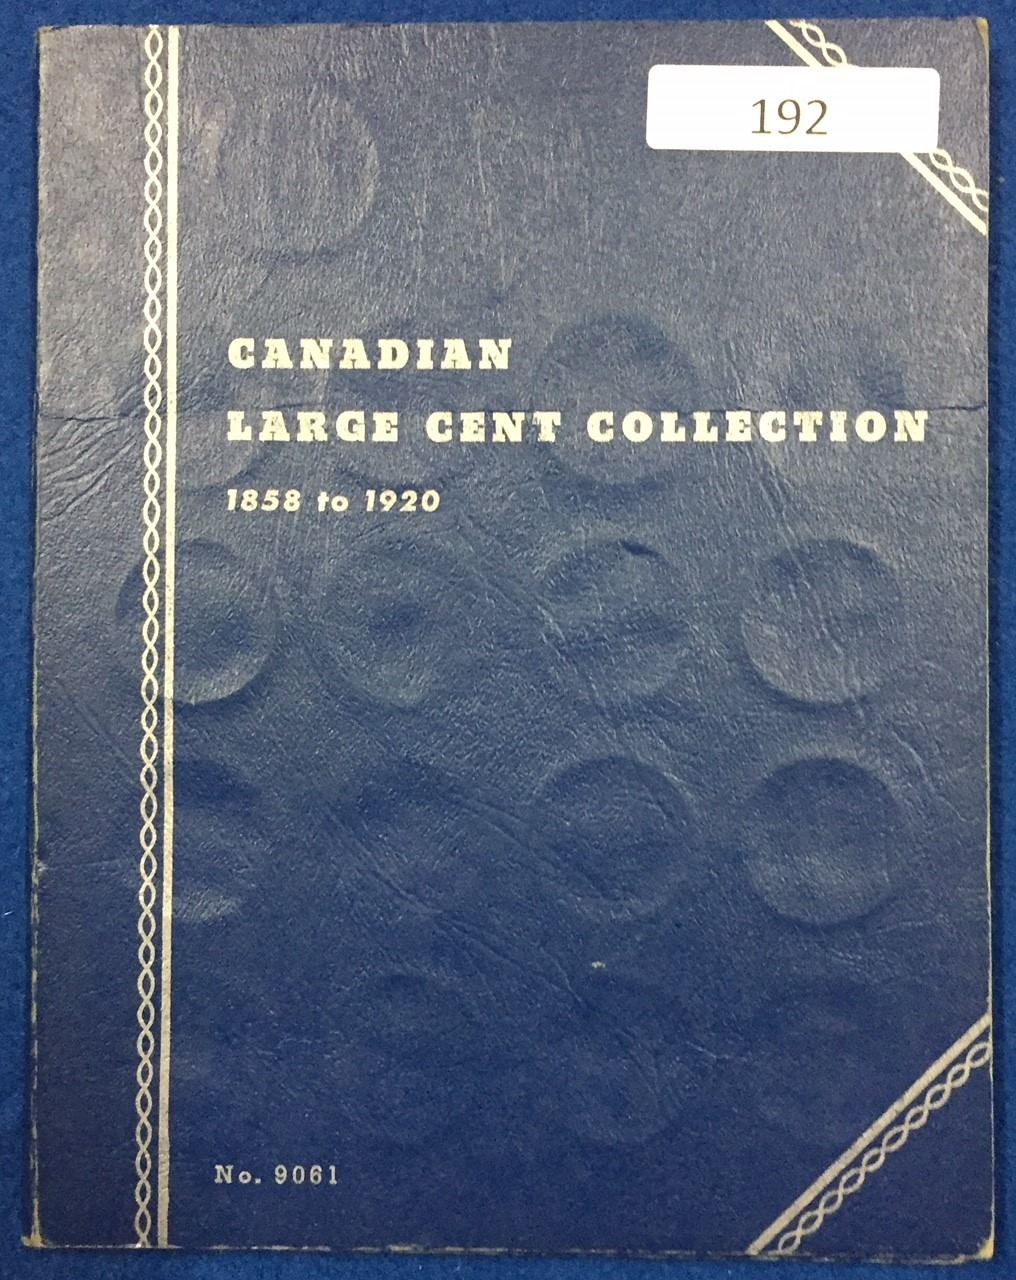 192
CANADIAN
LARGE CENT COLLECTION
1858 to 1920
No. 9061